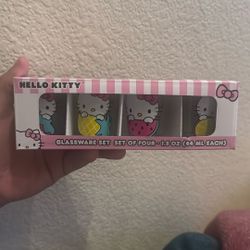 HELLO KITTY
GLASSWARE SET SET OF FOUR - 1.5 OZ (44 ML EACH)